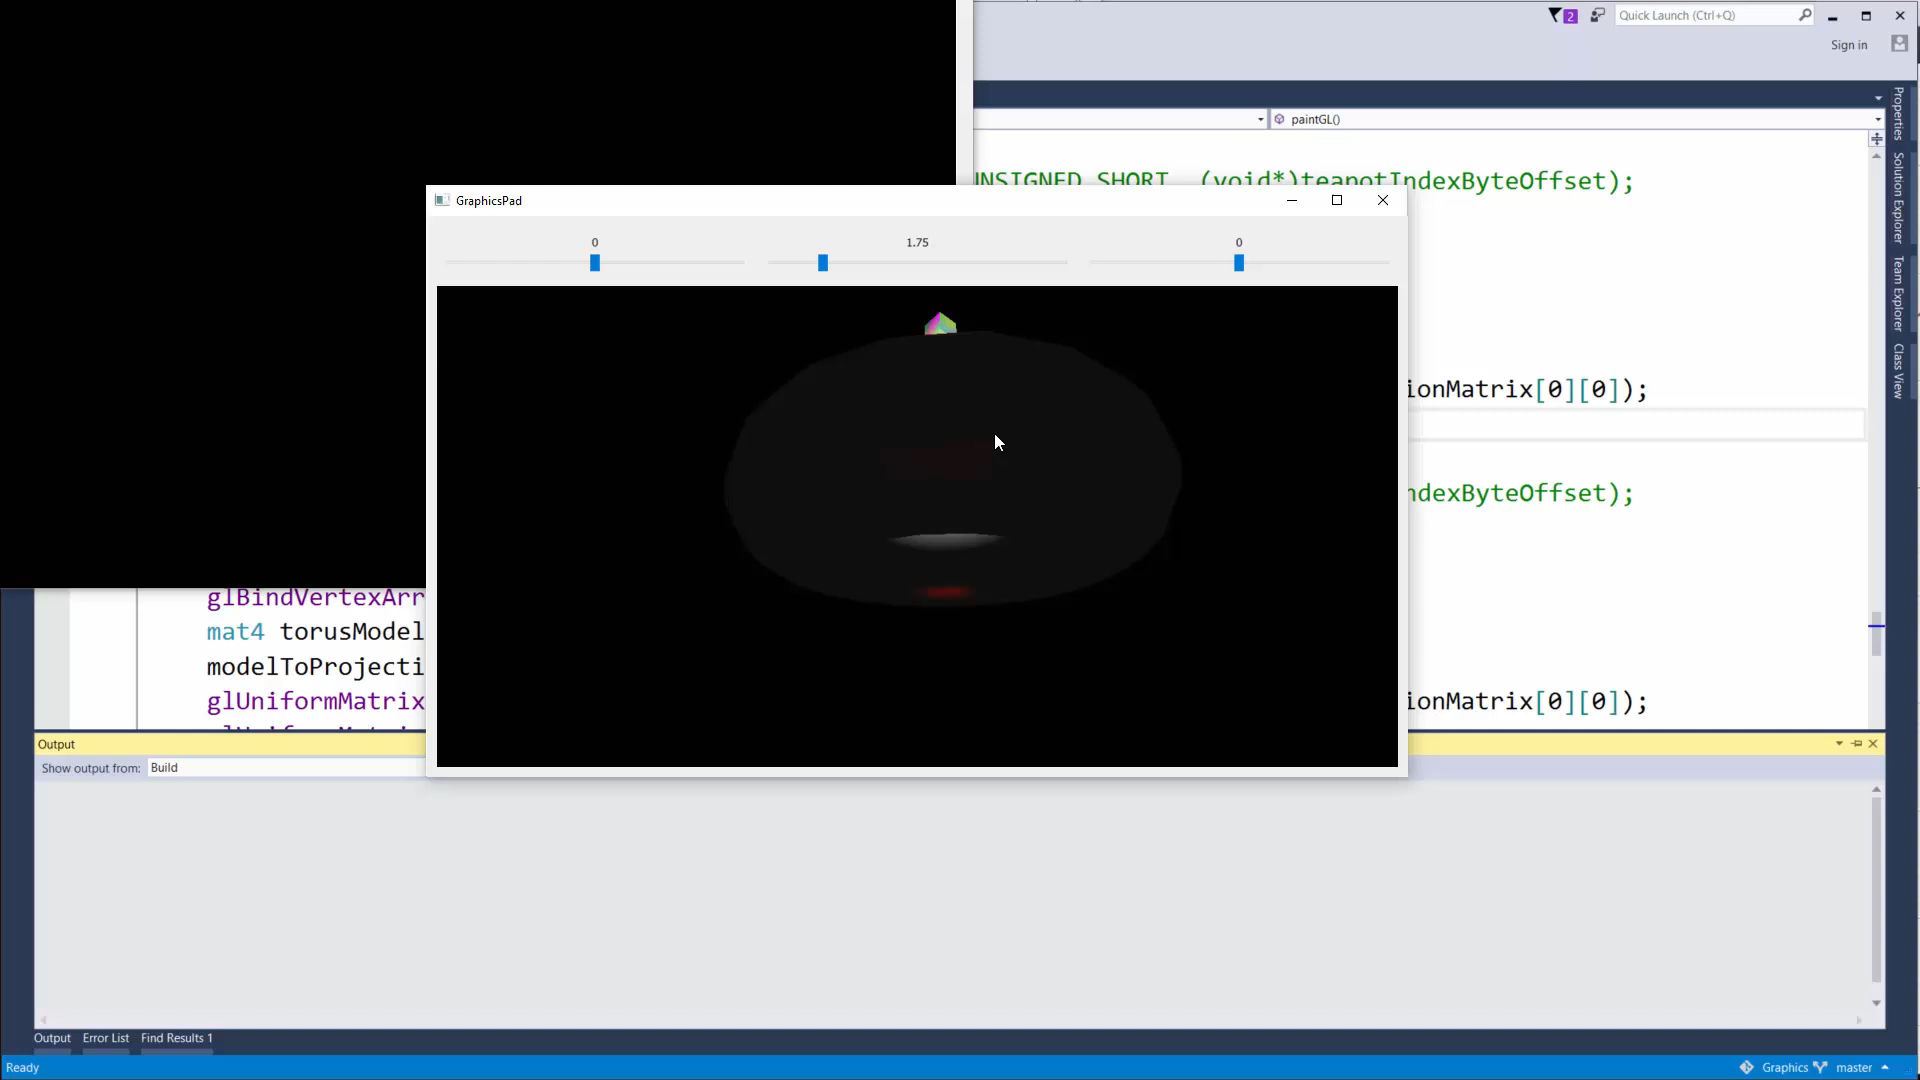 2
Quick Launch (Ctrl+Q)
Sign in
paintGL()
Properties
Solution Explorer
Team Explorer
Class View
UNSIGNED_SHORT, (void*)teapotIndexByteOffset);
GraphicsPad
0 1.75 0
ionMatrix[0][0]);
ndexByteOffset);
glBindVertexArr
mat4 torusModel
modelToProjecti
glUniformMatrix ionMatrix[0][0]);
Output
Show output from: Build
Output Error List Find Results 1
Ready
Graphics master